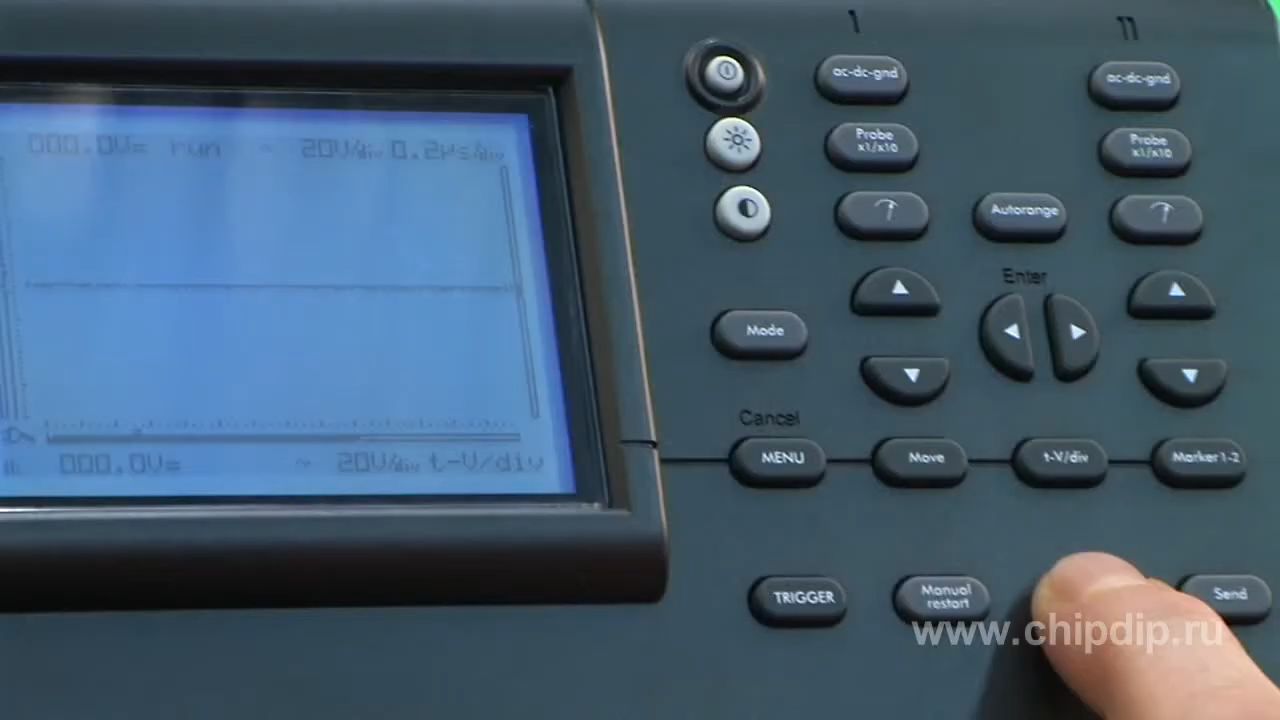 1
11
ac-dc-gnd
ac-dc-gnd
000.0V= run ~ 20V/div 0.2µs/div
Probe
x1/x10
Probe
x1/x10
Autorange
Enter
Mode
Cancel
MENU
Move
t-V/div
Marker 1-2
000.0V= ~ 20V/div t-V/div
TRIGGER
Manual
restart
Send
www.chipdip.ru